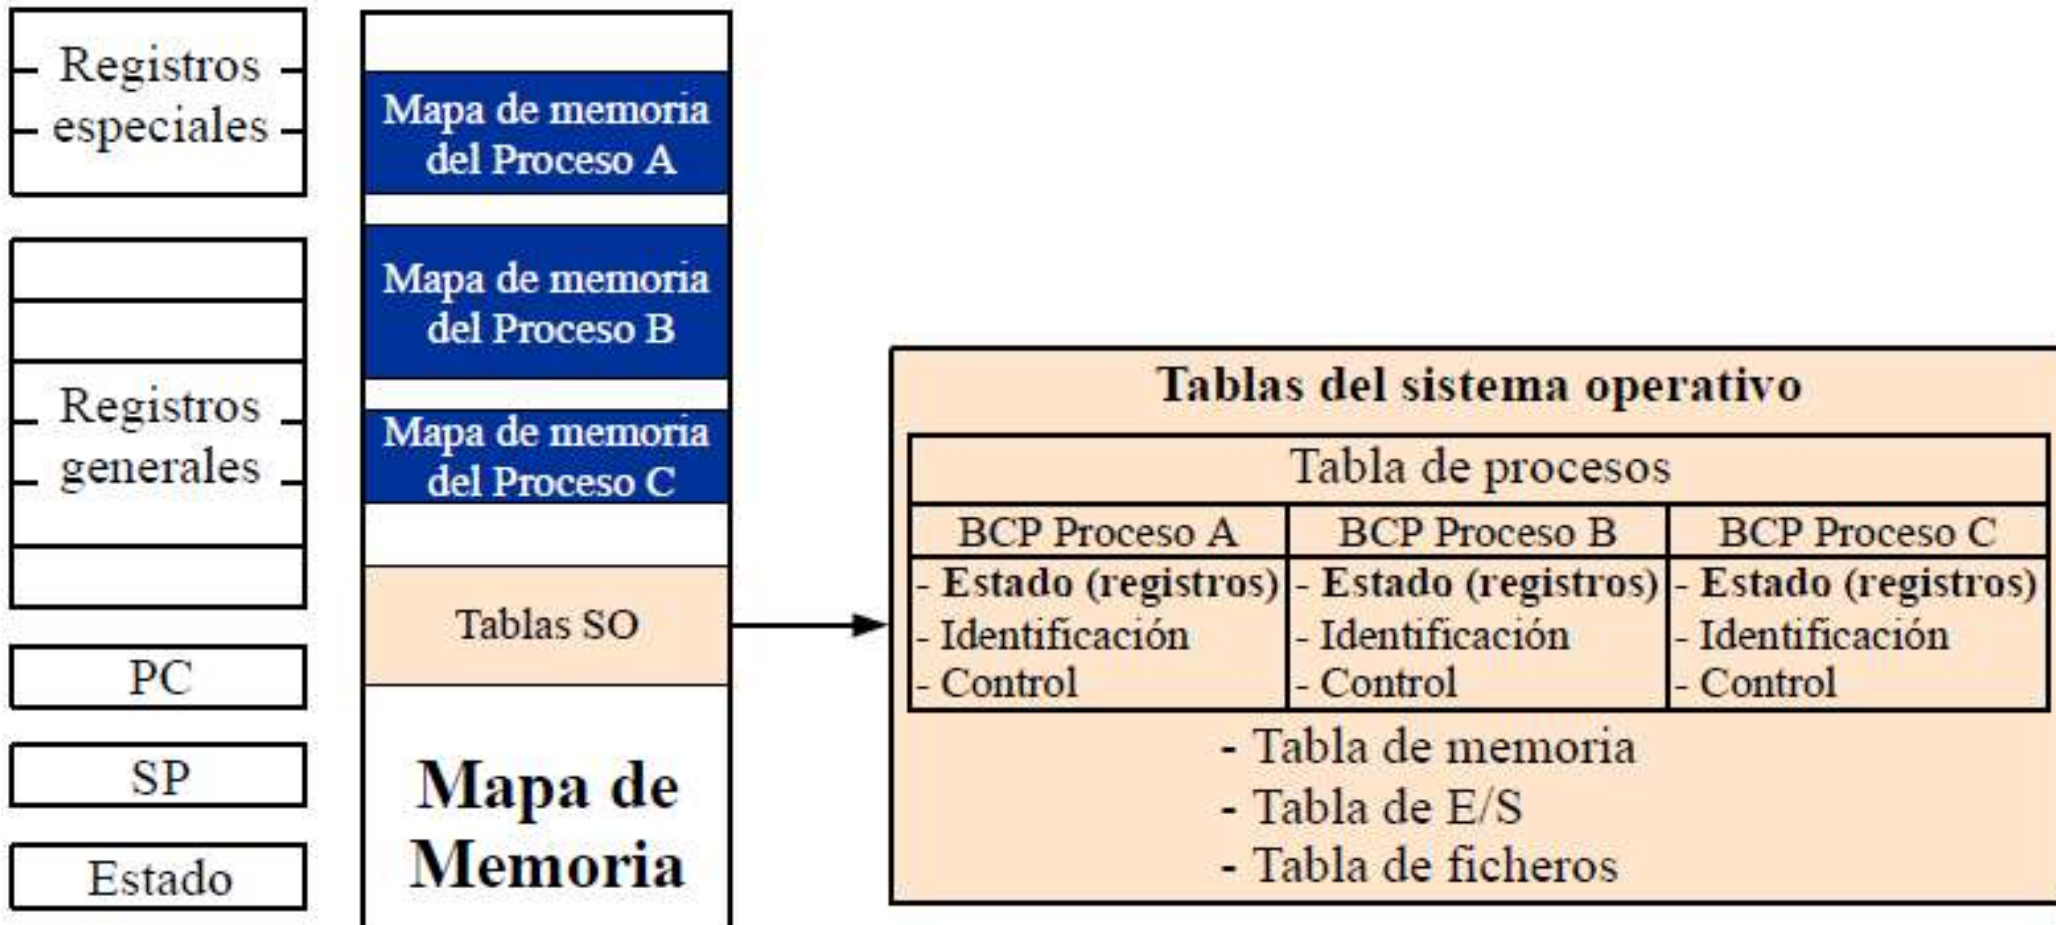 Registros
especiales
Registros
generales
PC
SP
Estado
Mapa de memoria
del Proceso A
Mapa de memoria
del Proceso B
Mapa de memoria
del Proceso C
Tablas SO
Mapa de
Memoria
Tablas del sistema operativo
Tabla de procesos
BCP Proceso A BCP Proceso B BCP Proceso C
- Estado (registros) - Estado (registros) - Estado (registros)
- Identificación - Identificación - Identificación
- Control - Control - Control
- Tabla de memoria
- Tabla de E/S
- Tabla de ficheros